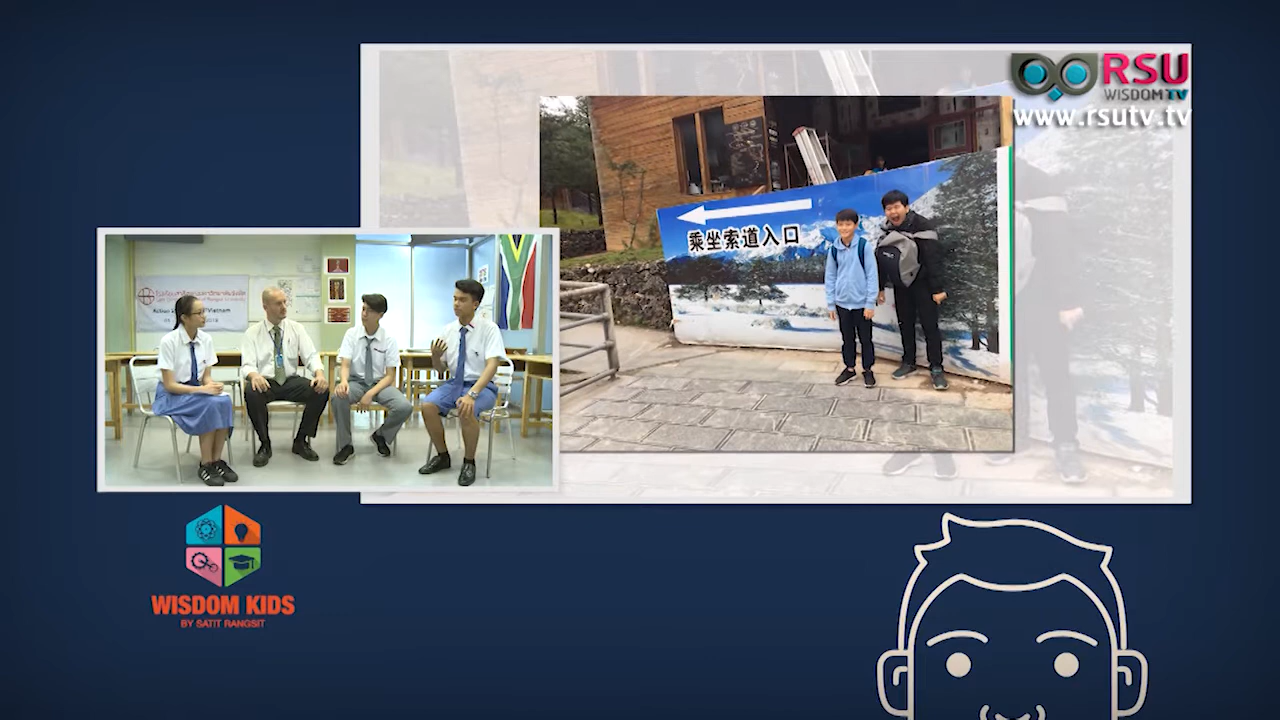 RSU
WISDOM TV
www.rsutv.tv
乘坐索道入口
WISDOM KIDS
BY SATIT RANGSIT